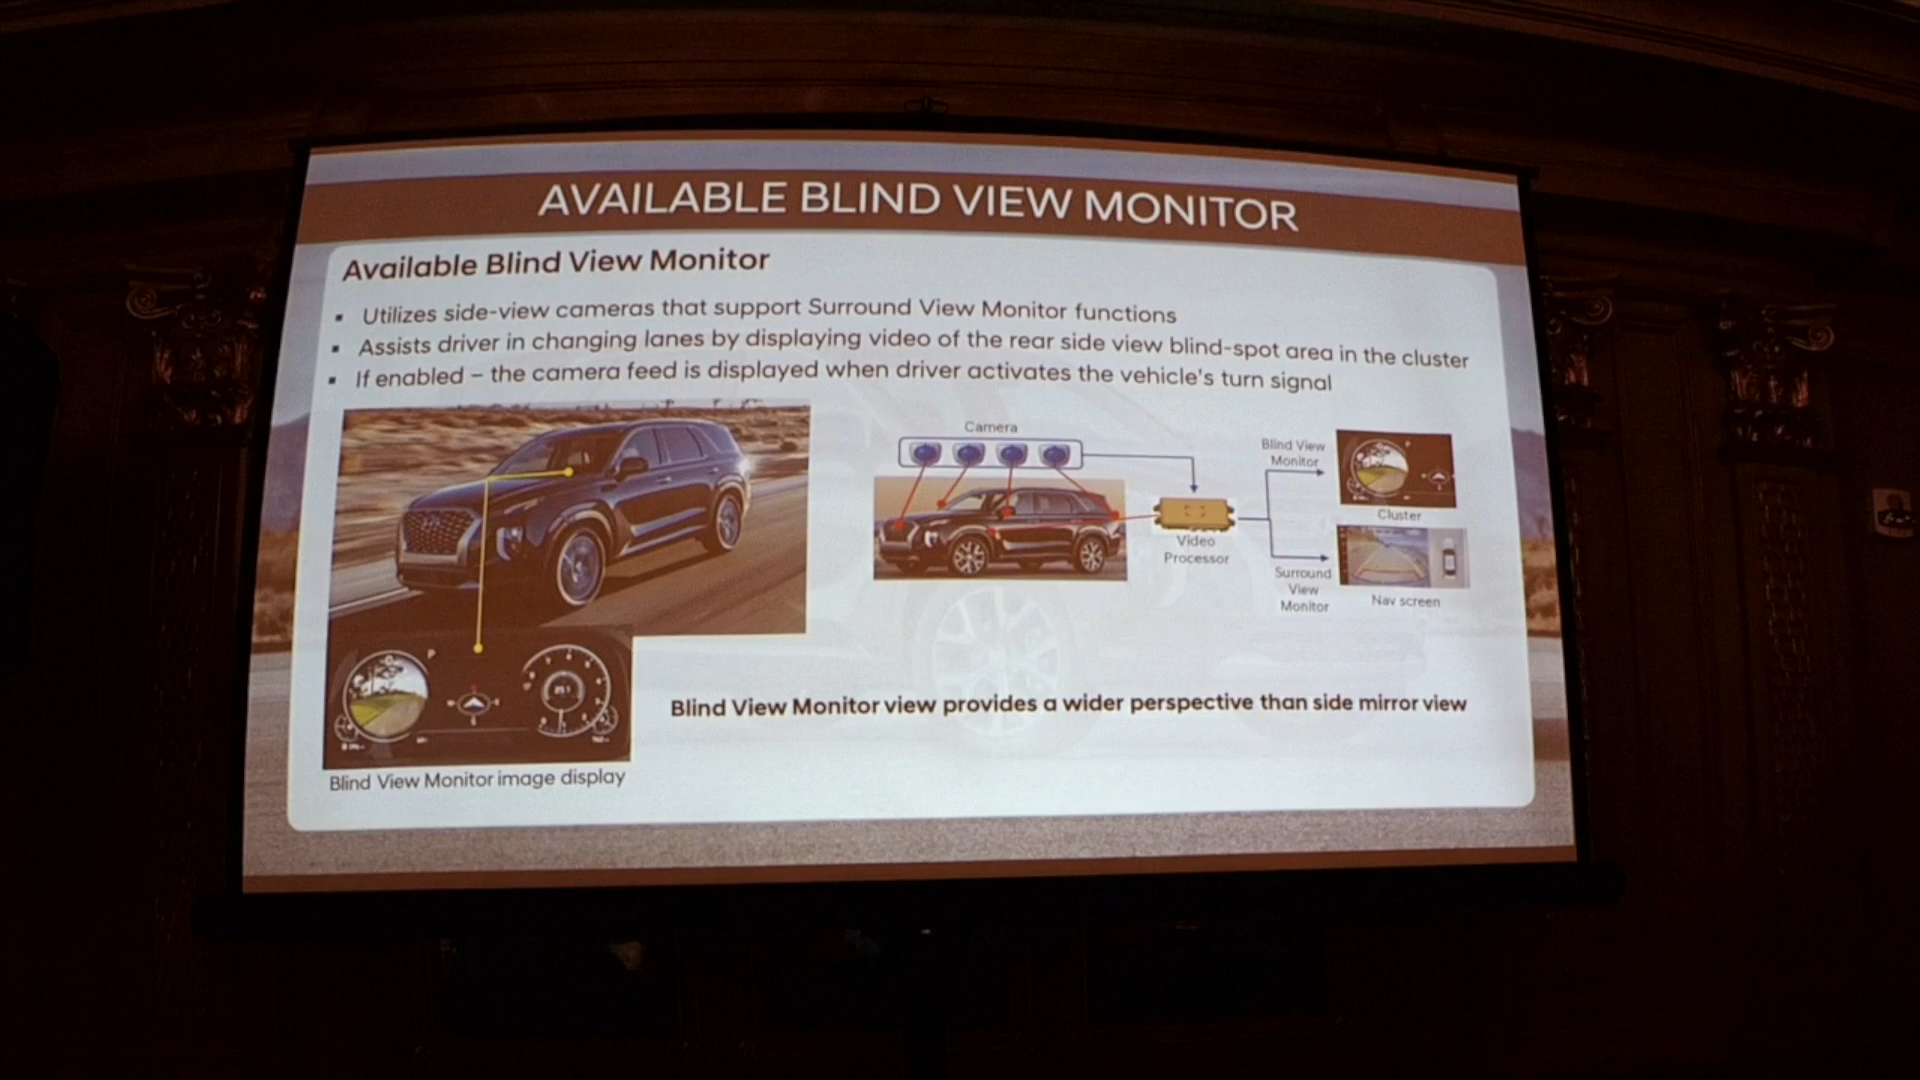 AVAILABLE BLIND VIEW MONITOR
Available Blind View Monitor
▪ Utilizes side-view cameras that support Surround View Monitor functions
▪ Assists driver in changing lanes by displaying video of the rear side view blind-spot area in the cluster
▪ If enabled – the camera feed is displayed when driver activates the vehicle's turn signal
Camera
Blind View
Monitor
Cluster
Video
Processor
Surround
View
Monitor
Nav screen
Blind View Monitor view provides a wider perspective than side mirror view
Blind View Monitor image display